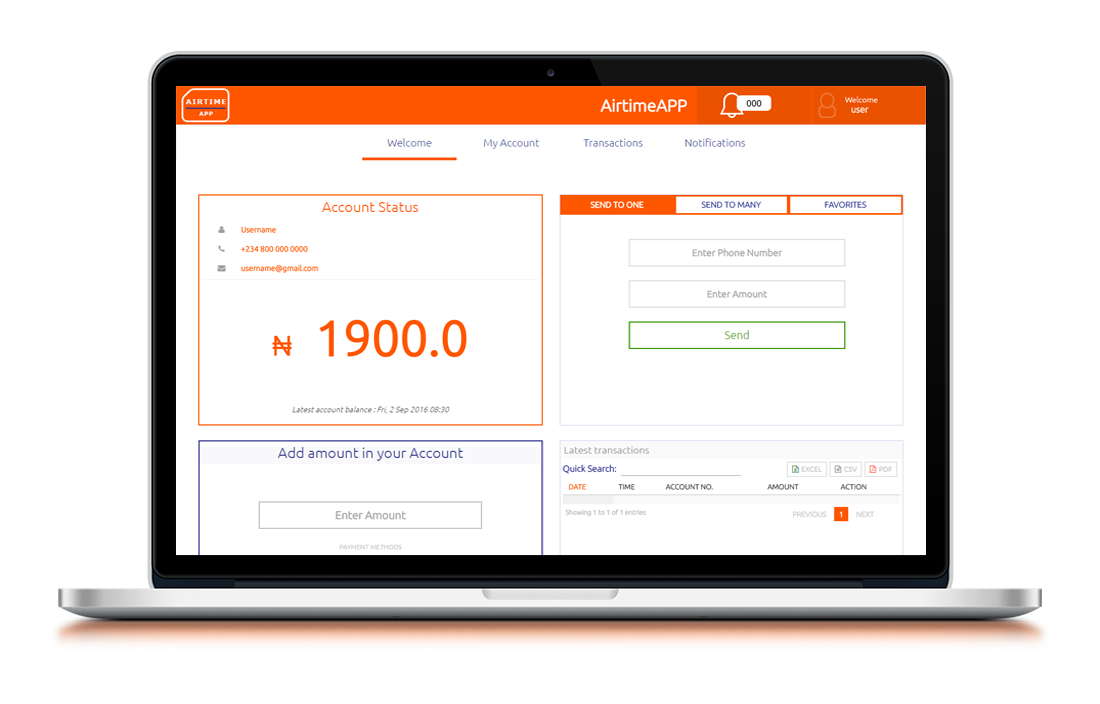 AIRTIME
APP
AirtimeAPP
000
Welcome
user
Welcome
My Account
Transactions
Notifications
Account Status
Username
+234 800 000 0000
username@gmail.com
₦ 1900.0
Latest account balance : Fri, 2 Sep 2016 08:30
SEND TO ONE
SEND TO MANY
FAVORITES
Enter Phone Number
Enter Amount
Send
Add amount in your Account
Enter Amount
PAYMENT METHODS
Latest transactions
Quick Search:
EXCEL
CSV
PDF
DATE TIME ACCOUNT NO. AMOUNT ACTION
Showing 1 to 1 of 1 entries
PREVIOUS 1 NEXT